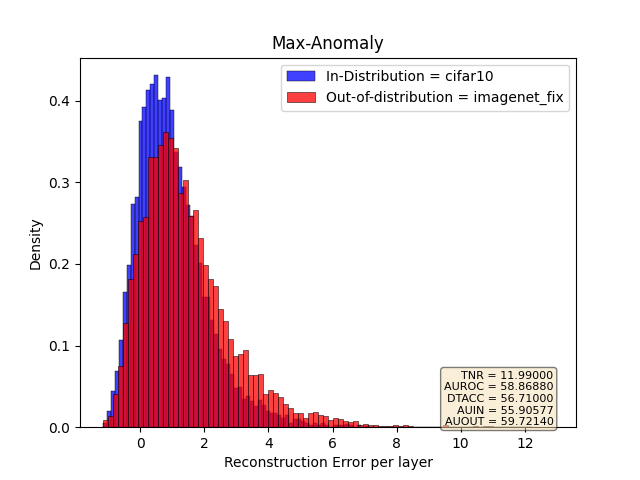 Max-Anomaly
In-Distribution = cifar10
Out-of-distribution = imagenet_fix
Density
0.4
0.3
0.2
0.1
0.0
TNR = 11.99000
AUROC = 58.86880
DTACC = 56.71000
AUIN = 55.90577
AUOUT = 59.72140
0 2 4 6 8 10 12
Reconstruction Error per layer